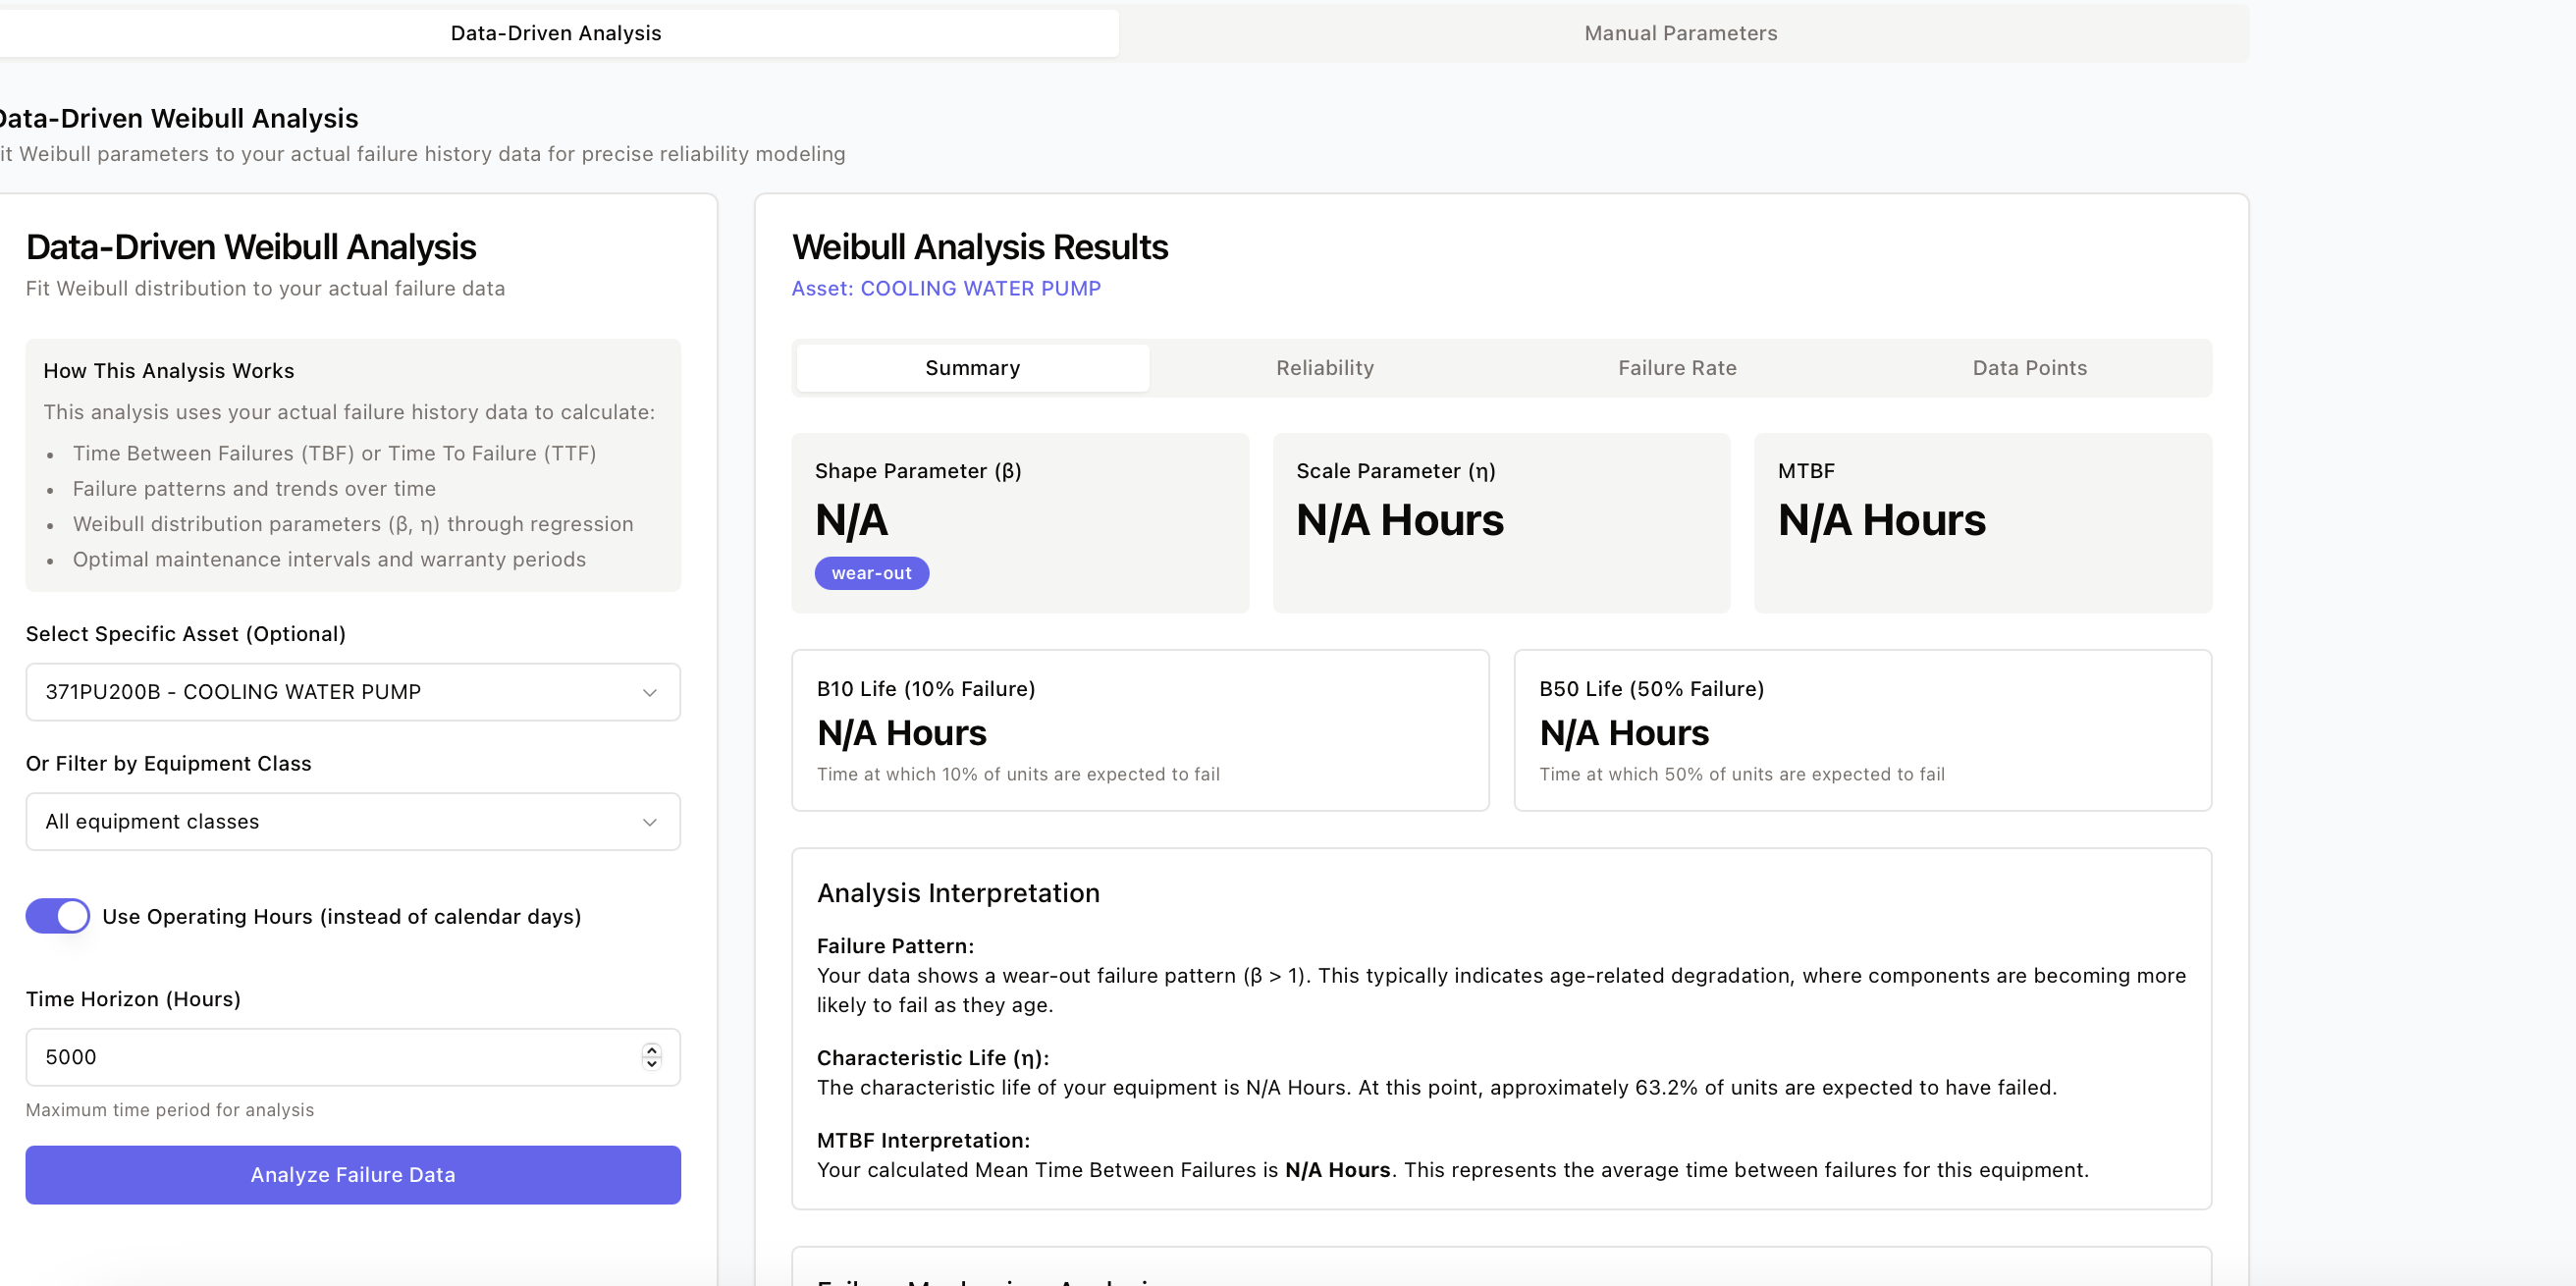 Data-Driven Analysis
Manual Parameters
Data-Driven Weibull Analysis
it Weibull parameters to your actual failure history data for precise reliability modeling
Data-Driven Weibull Analysis
Fit Weibull distribution to your actual failure data
How This Analysis Works
This analysis uses your actual failure history data to calculate:
• Time Between Failures (TBF) or Time To Failure (TTF)
• Failure patterns and trends over time
• Weibull distribution parameters (β, η) through regression
• Optimal maintenance intervals and warranty periods
Select Specific Asset (Optional)
371PU200B - COOLING WATER PUMP
Or Filter by Equipment Class
All equipment classes
Use Operating Hours (instead of calendar days)
Time Horizon (Hours)
5000
Maximum time period for analysis
Analyze Failure Data
Weibull Analysis Results
Asset: COOLING WATER PUMP
Summary
Reliability
Failure Rate
Data Points
Shape Parameter (β)
N/A
wear-out
Scale Parameter (η)
N/A Hours
MTBF
N/A Hours
B10 Life (10% Failure)
N/A Hours
Time at which 10% of units are expected to fail
B50 Life (50% Failure)
N/A Hours
Time at which 50% of units are expected to fail
Analysis Interpretation
Failure Pattern:
Your data shows a wear-out failure pattern (β > 1). This typically indicates age-related degradation, where components are becoming more
likely to fail as they age.
Characteristic Life (η):
The characteristic life of your equipment is N/A Hours. At this point, approximately 63.2% of units are expected to have failed.
MTBF Interpretation:
Your calculated Mean Time Between Failures is N/A Hours. This represents the average time between failures for this equipment.